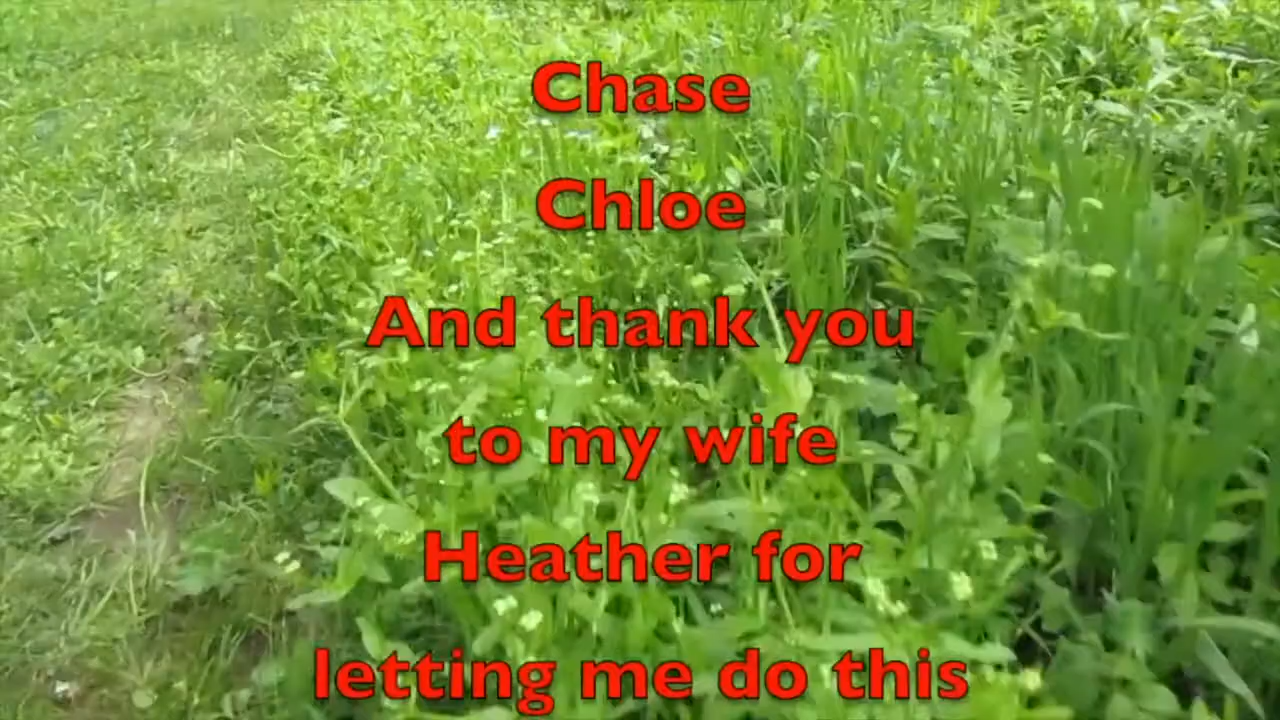 Chase
Chloe
And thank you
to my wife
Heather for
letting me do this